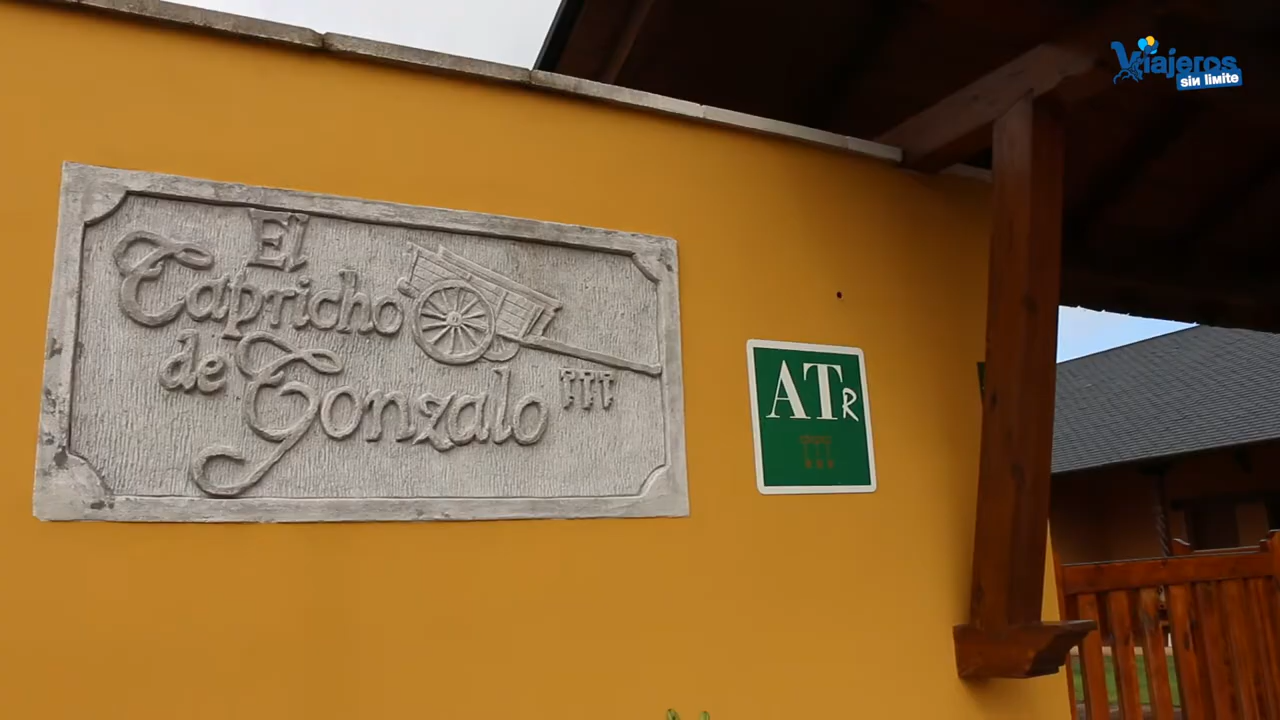 El
Capricho
de Gonzalo
ATR
Viajeros
sin limite